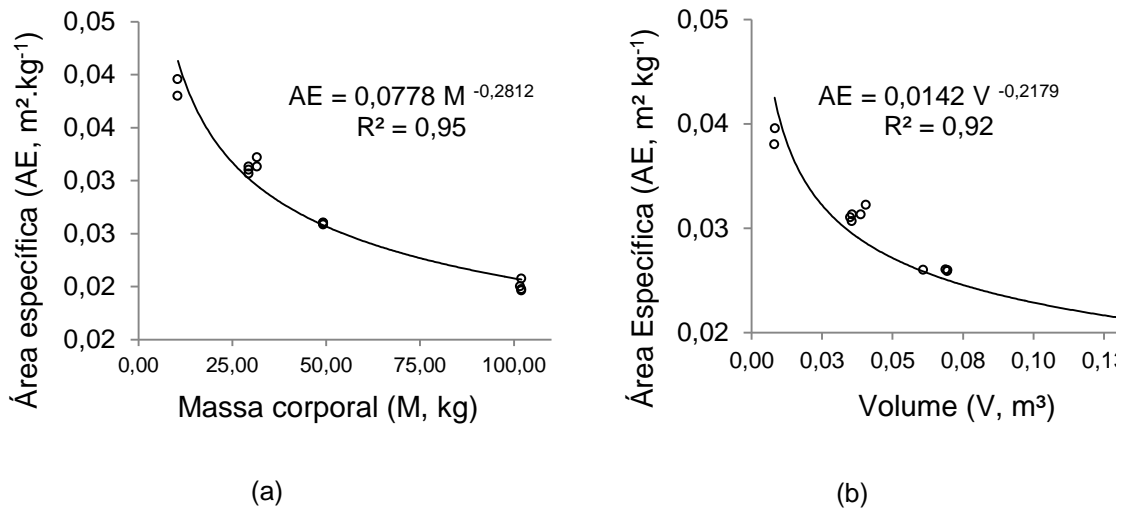 0,05
0,04
0,04
0,03
0,03
0,02
0,02
0,00 25,00 50,00 75,00 100,00
Área específica (AE, m².kg⁻¹)
Massa corporal (M, kg)
AE = 0,0778 M ⁻⁰,²⁸¹²
R² = 0,95
(a)
0,05
0,04
0,03
0,02
0,00 0,03 0,05 0,08 0,10
Área Específica (AE, m² kg⁻¹)
Volume (V, m³)
AE = 0,0142 V ⁻⁰,²¹⁷⁹
R² = 0,92
(b)